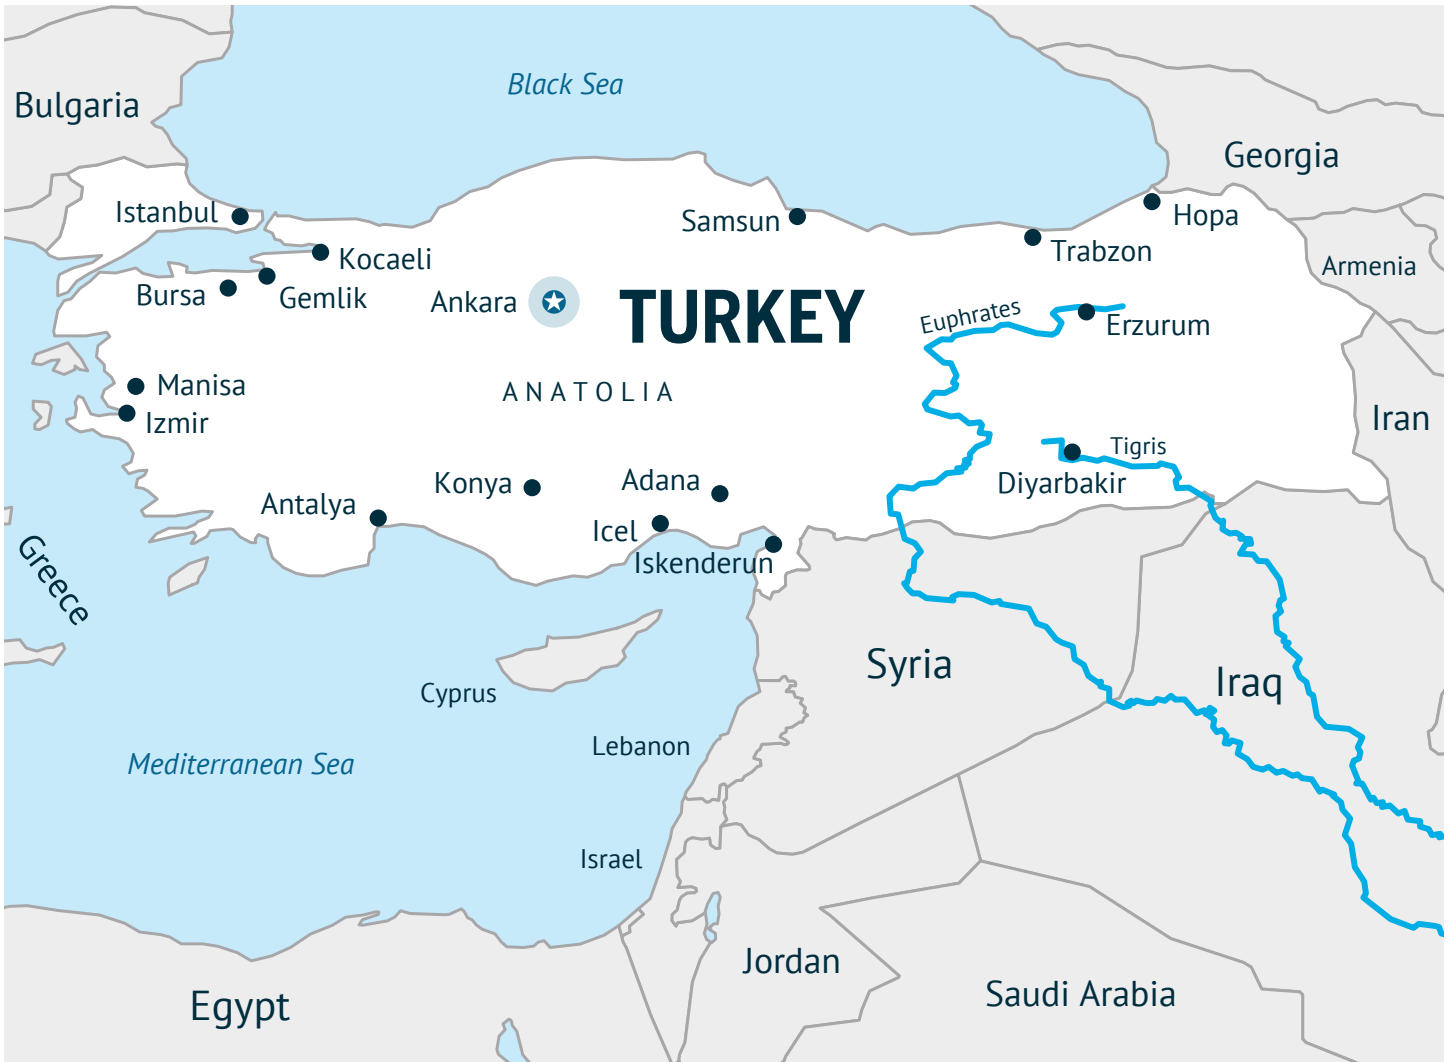 Black Sea
Bulgaria
Georgia
Istanbul
Samsun
Hopa
Trabzon
Kocaeli
Armenia
Bursa
Gemlik
Ankara
TURKEY
Euphrates
Erzurum
Manisa
ANATOLIA
Izmir
Iran
Tigris
Konya
Adana
Diyarbakir
Antalya
Icel
Iskenderun
Greece
Syria
Iraq
Cyprus
Lebanon
Mediterranean Sea
Israel
Jordan
Saudi Arabia
Egypt